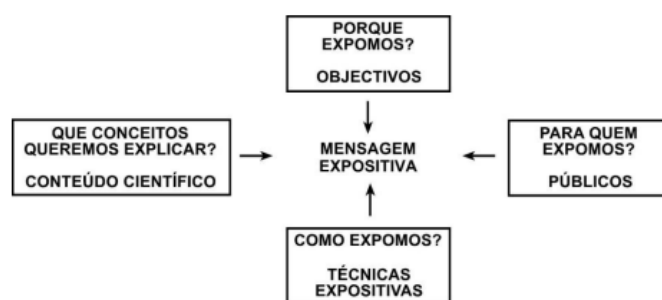 PORQUE
EXPOMOS?
OBJECTIVOS
QUE CONCEITOS
QUEREMOS EXPLICAR?
CONTEÚDO CIENTÍFICO
MENSAGEM
EXPOSITIVA
PARA QUEM
EXPOMOS?
PÚBLICOS
COMO EXPOMOS?
TÉCNICAS
EXPOSITIVAS